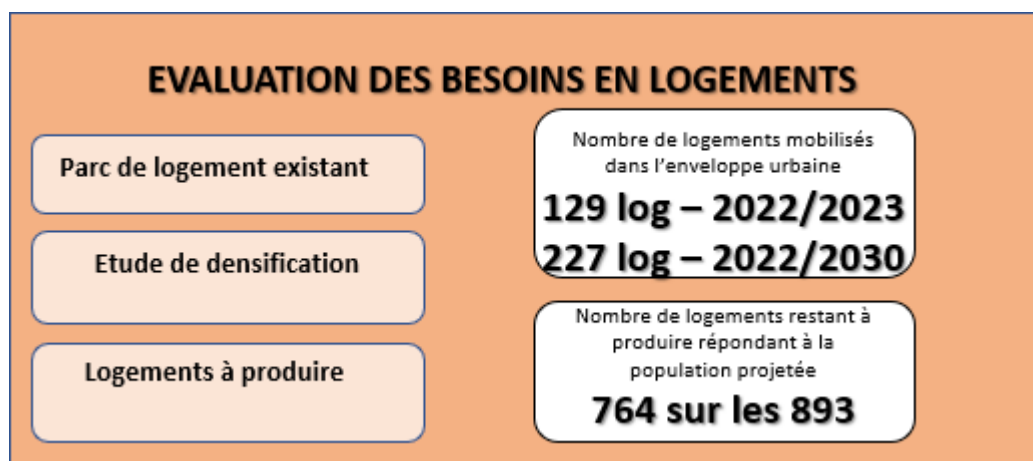 EVALUATION DES BESOINS EN LOGEMENTS
Parc de logement existant
Etude de densification
Logements à produire
Nombre de logements mobilisés
dans l'enveloppe urbaine
129 log – 2022/2023
227 log – 2022/2030
Nombre de logements restant à
produire répondant à la
population projetée
764 sur les 893